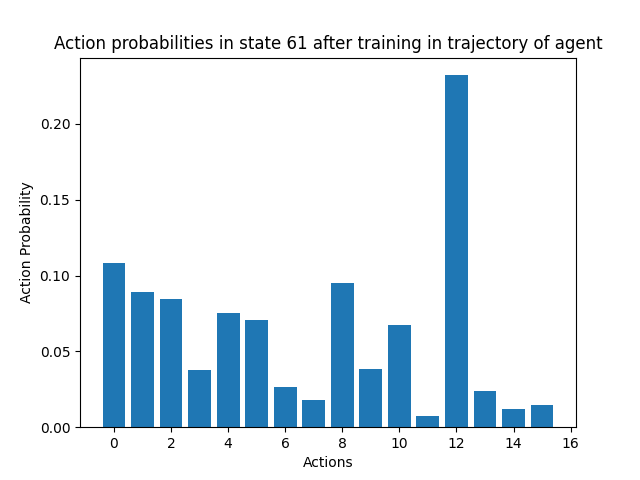 Action probabilities in state 61 after training in trajectory of agent
0.20
0.15
0.10
0.05
0.00
Action Probability
0 2 4 6 8 10 12 14 16
Actions